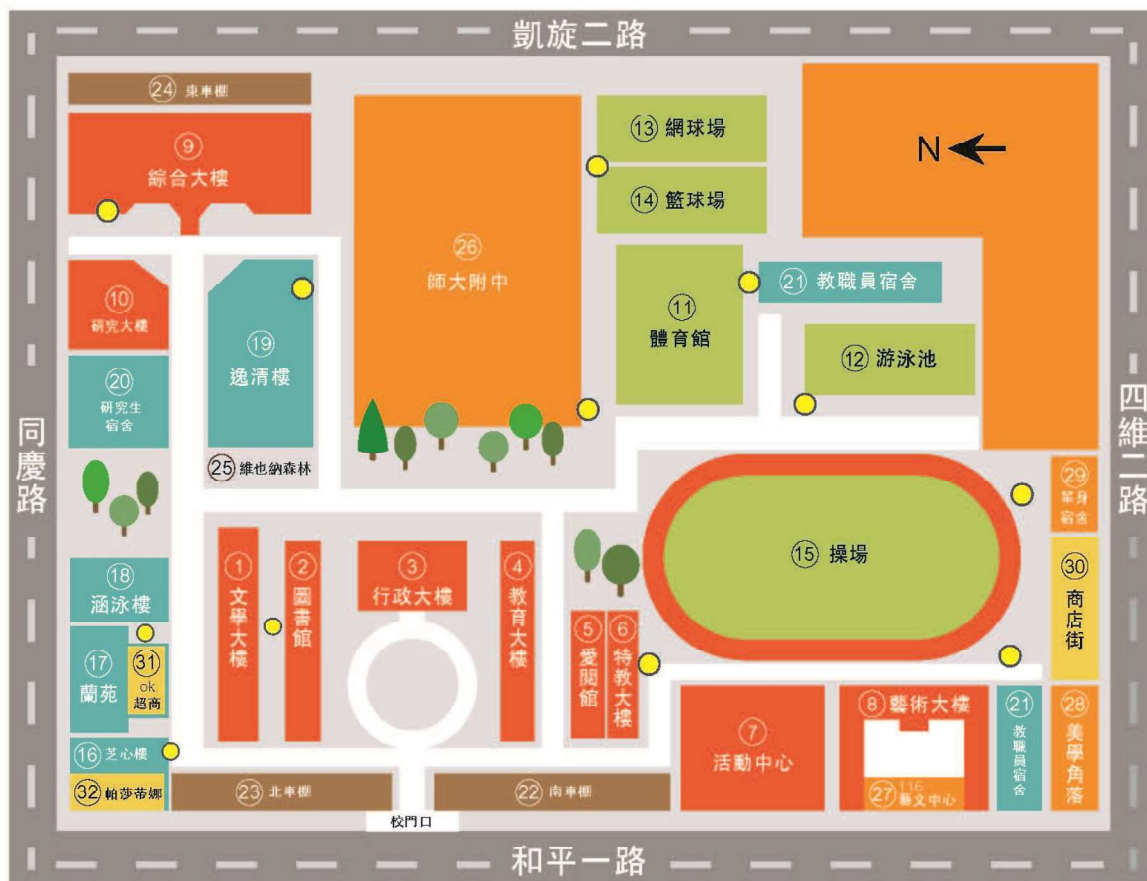 凱旋二路
24 東車棚
9
綜合大樓
13 網球場
14 籃球場
N
26
師大附中
10
研究大樓
19
逸清樓
11
體育館
21 教職員宿舍
12 游泳池
20
研究生
宿舍
25 維也納森林
同慶路
四維二路
29
單身
宿舍
1
文學大樓
2
圖書館
3
行政大樓
4
教育大樓
15 操場
30
商店街
18
涵泳樓
5
愛閱館
6
特教大樓
17
蘭苑
31
ok
超商
7
活動中心
8 藝術大樓
21
教職員宿舍
28
美學角落
16 芝心樓
32 帕莎蒂娜
23 北車棚
22 南車棚
116
27 藝文中心
校門口
和平一路